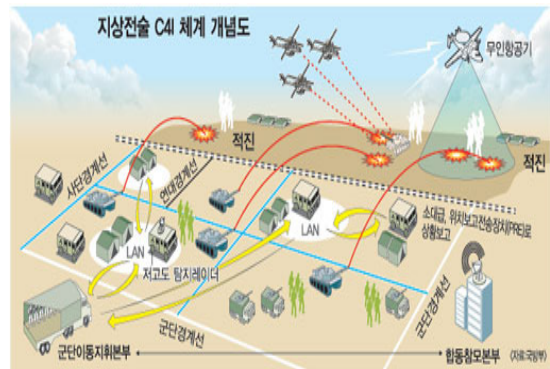 지상전술 C4I 체계 개념도
무인항공기
적진
적진
사단경계선
연대경계선
소대급, 위치보고전송장치(PRE)로
상황보고
LAN
LAN
저고도 탐지레이더
군단경계선
군단경계선
군단이동지휘본부
합동참모본부
〈자료:국방부〉